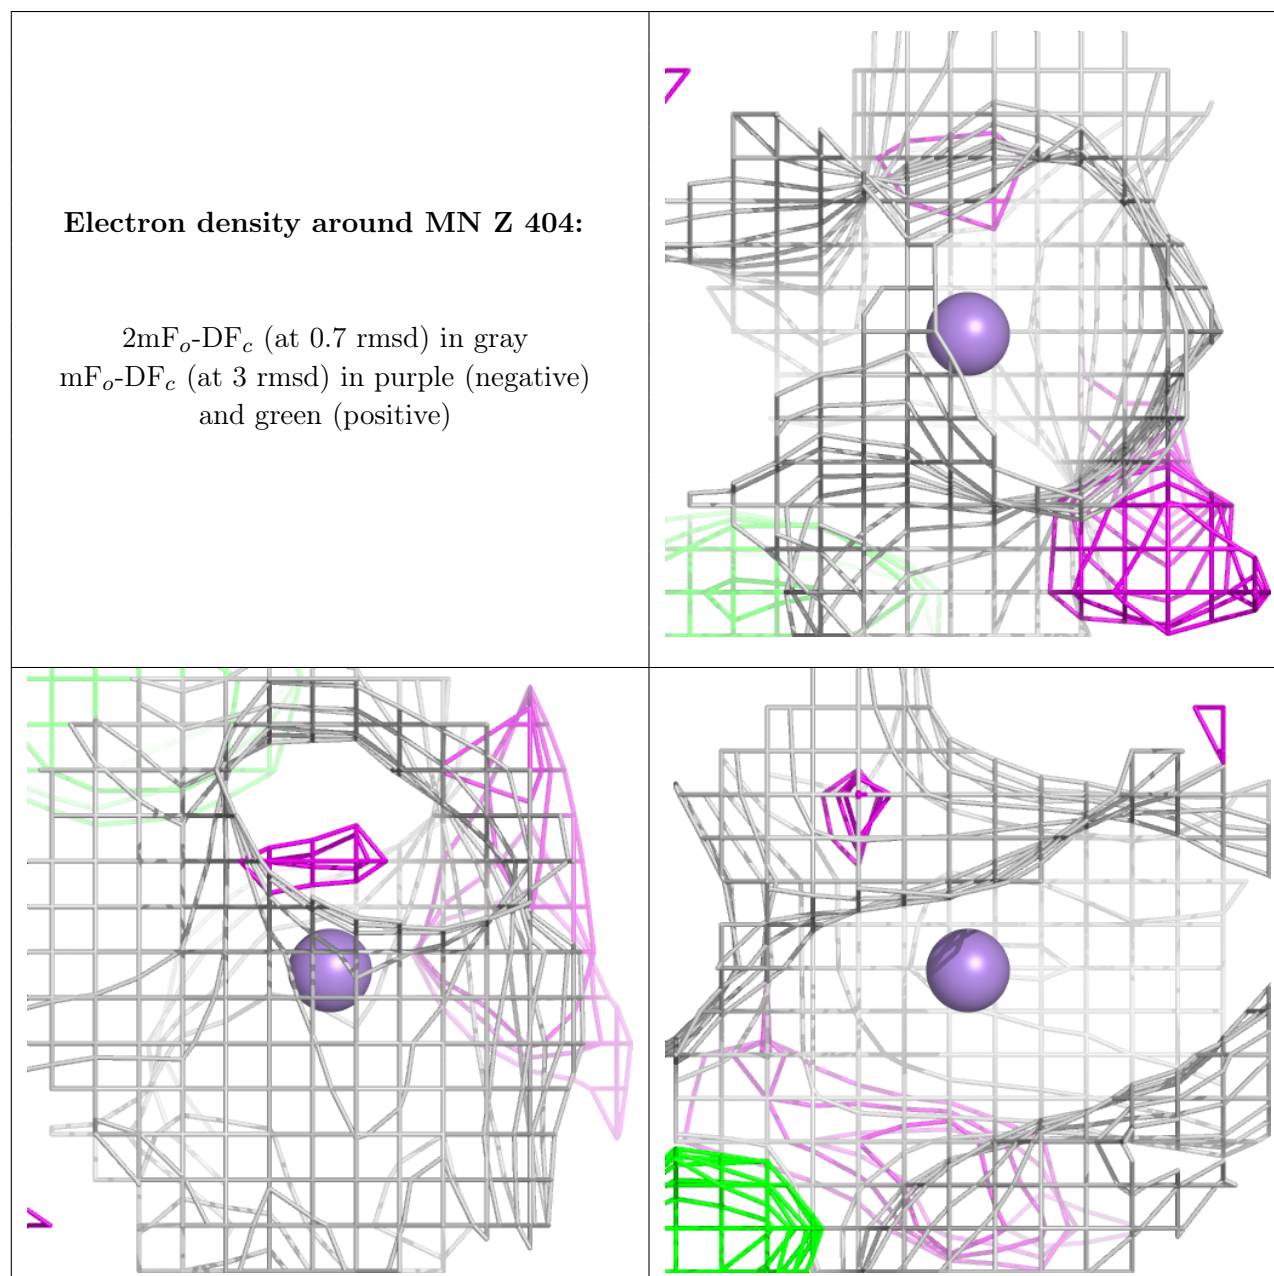 Electron density around MN Z 404:
2mFo-DFc (at 0.7 rmsd) in gray
mFo-DFc (at 3 rmsd) in purple (negative)
and green (positive)